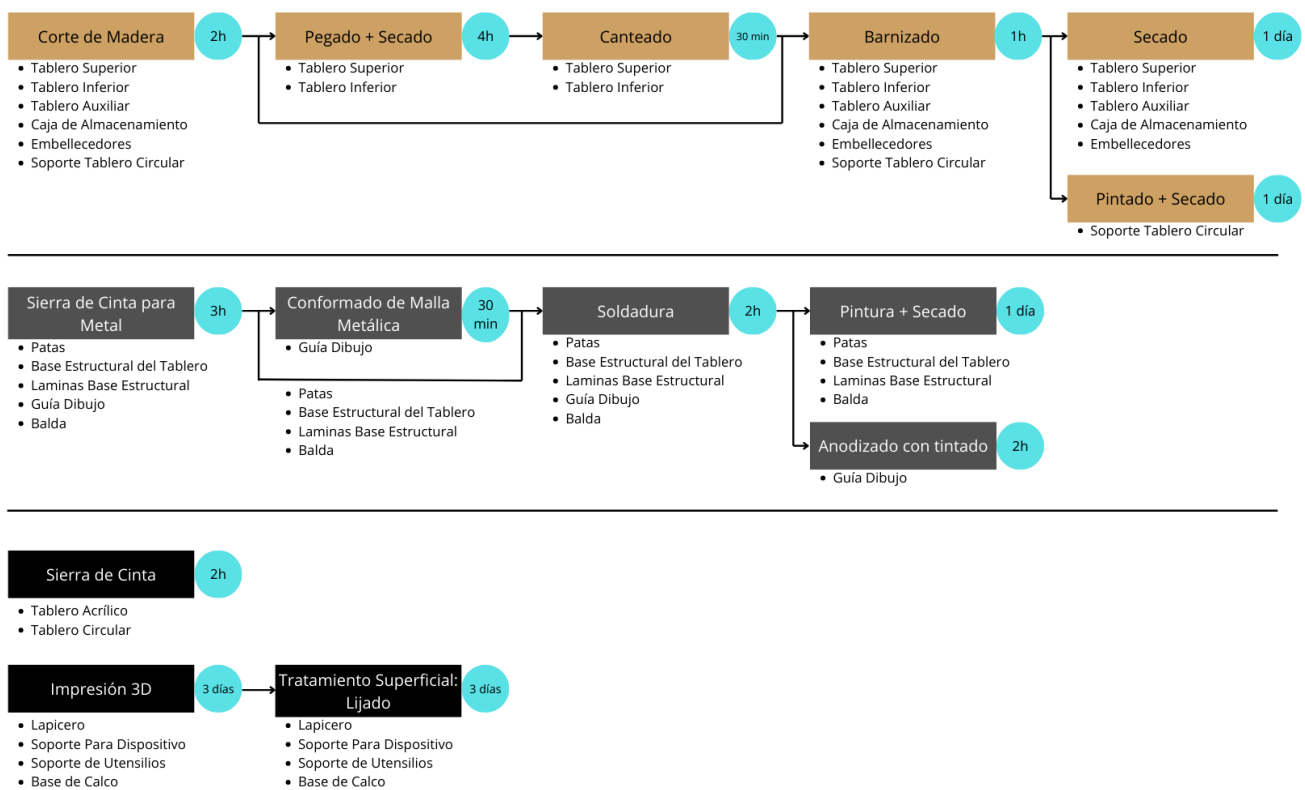 Corte de Madera
2h
• Tablero Superior
• Tablero Inferior
• Tablero Auxiliar
• Caja de Almacenamiento
• Embellecedores
• Soporte Tablero Circular
Pegado + Secado
4h
• Tablero Superior
• Tablero Inferior
Canteado
30 min
• Tablero Superior
• Tablero Inferior
Barnizado
1h
• Tablero Superior
• Tablero Inferior
• Tablero Auxiliar
• Caja de Almacenamiento
• Embellecedores
• Soporte Tablero Circular
Secado
1 día
• Tablero Superior
• Tablero Inferior
• Tablero Auxiliar
• Caja de Almacenamiento
• Embellecedores
Pintado + Secado
1 día
• Soporte Tablero Circular
Sierra de Cinta para
Metal
3h
• Patas
• Base Estructural del Tablero
• Laminas Base Estructural
• Guía Dibujo
• Balda
Conformado de Malla
Metálica
30
min
• Guía Dibujo
• Patas
• Base Estructural del Tablero
• Laminas Base Estructural
• Balda
Soldadura
2h
• Patas
• Base Estructural del Tablero
• Laminas Base Estructural
• Guía Dibujo
• Balda
Pintura + Secado
1 día
• Patas
• Base Estructural del Tablero
• Laminas Base Estructural
• Balda
Anodizado con tintado
2h
• Guía Dibujo
Sierra de Cinta
2h
• Tablero Acrílico
• Tablero Circular
Impresión 3D
3 días
• Lapicero
• Soporte Para Dispositivo
• Soporte de Utensilios
• Base de Calco
Tratamiento Superficial:
Lijado
3 días
• Lapicero
• Soporte Para Dispositivo
• Soporte de Utensilios
• Base de Calco